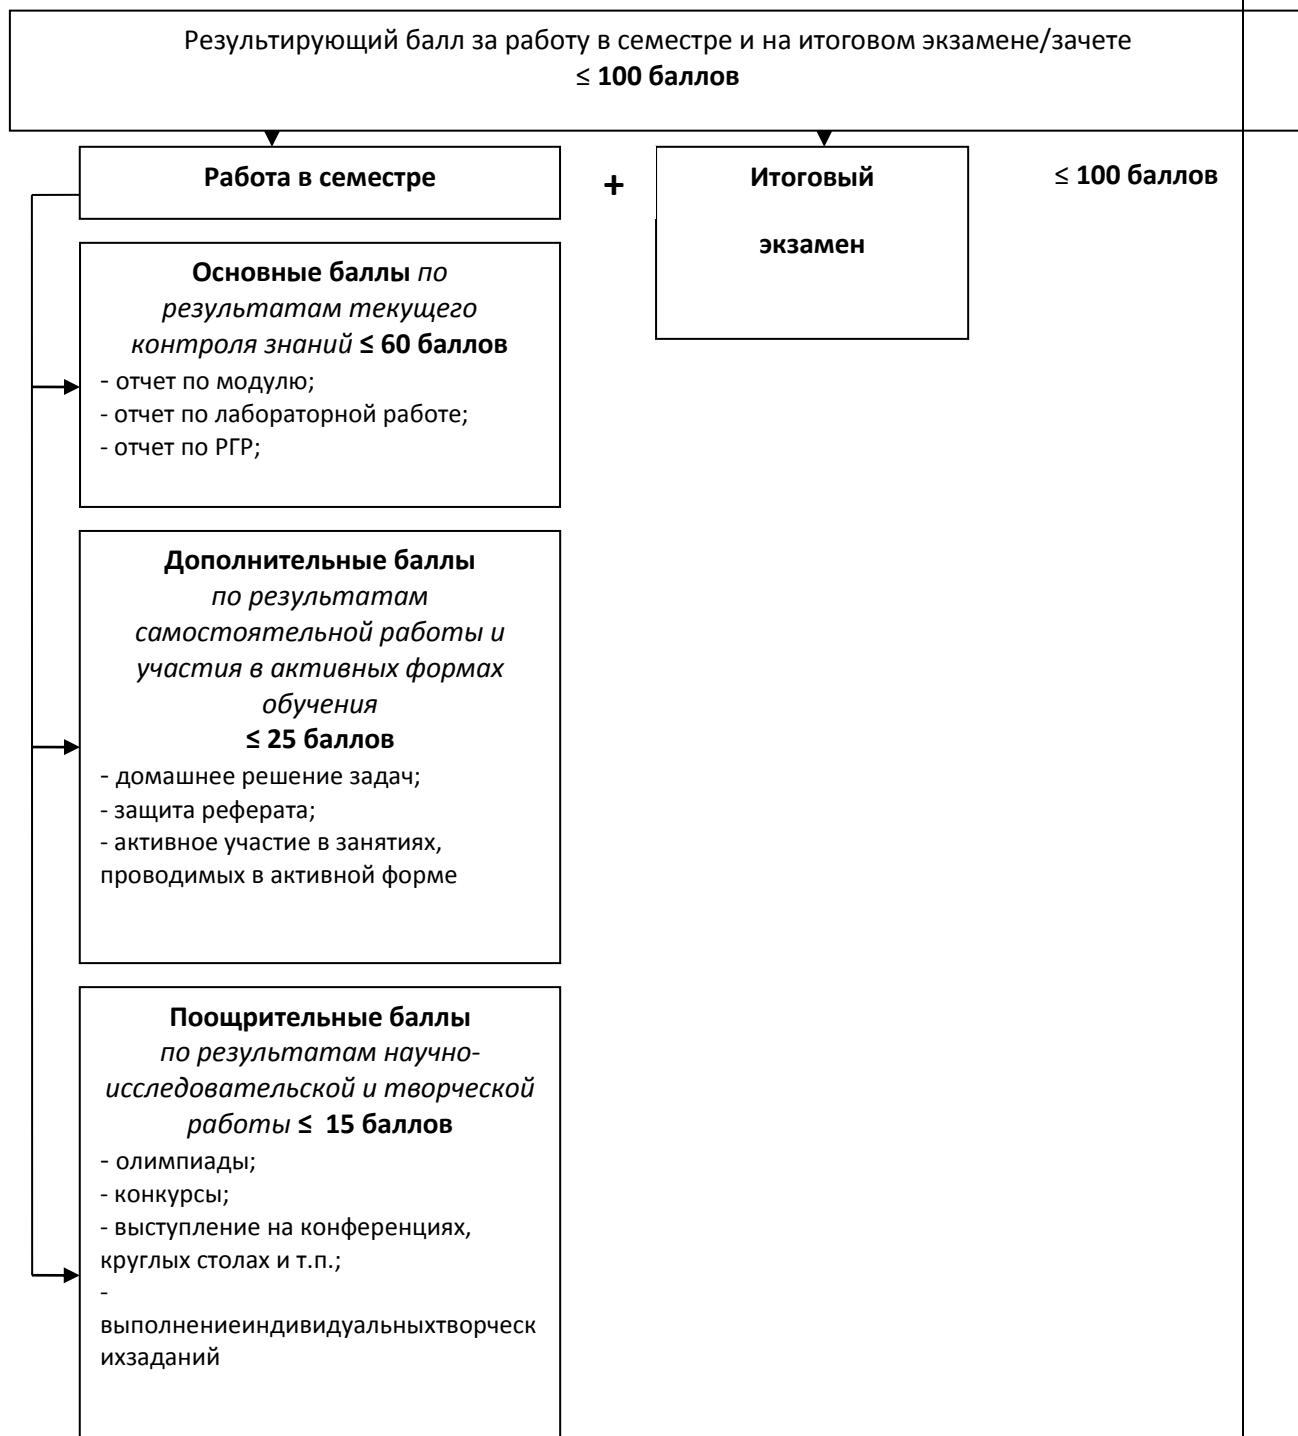 Результирующий балл за работу в семестре и на итоговом экзамене/зачете
≤ 100 баллов
Работа в семестре
+
Итоговый
экзамен
≤ 100 баллов
Основные баллы по
результатам текущего
контроля знаний ≤ 60 баллов
- отчет по модулю;
- отчет по лабораторной работе;
- отчет по РГР;
Дополнительные баллы
по результатам
самостоятельной работы и
участия в активных формах
обучения
≤ 25 баллов
- домашнее решение задач;
- защита реферата;
- активное участие в занятиях,
проводимых в активной форме
Поощрительные баллы
по результатам научно-
исследовательской и творческой
работы ≤ 15 баллов
- олимпиады;
- конкурсы;
- выступление на конференциях,
круглых столах и т.п.;
-
выполнениеиндивидуальныхтворческ
ихзаданий